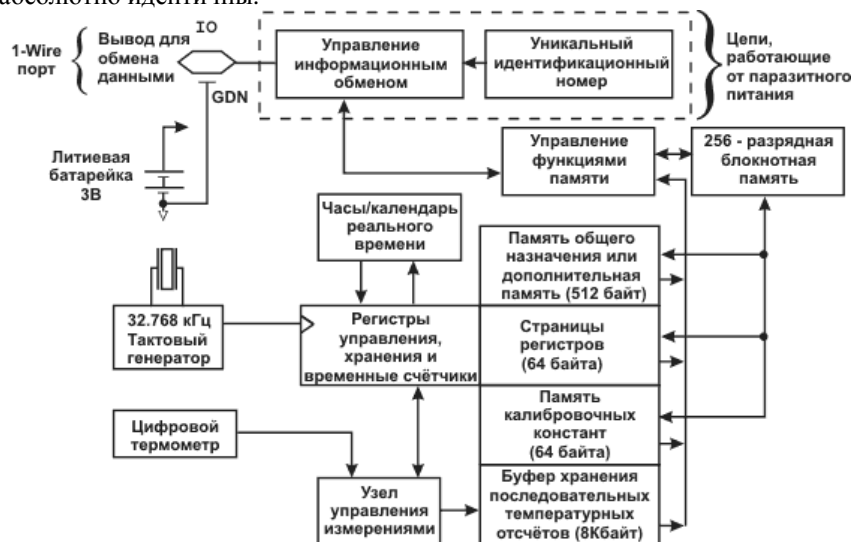 абсолютно идентичны.
1-Wire
порт
Вывод для
обмена
данными
IO
GDN
Управление
информационным
обменом
Уникальный
идентификационный
номер
Цепи,
работающие
от паразитного
питания
Литиевая
батарейка
3В
Управление
функциями
памяти
256 - разрядная
блокнотная
память
Часы/календарь
реального
времени
Память общего
назначения или
дополнительная
память (512 байт)
32.768 кГц
Тактовый
генератор
Регистры
управления,
хранения и
временные счётчики
Страницы
регистров
(64 байта)
Память
калибровочных
констант
(64 байта)
Цифровой
термометр
Узел
управления
измерениями
Буфер хранения
последовательных
температурных
отсчётов (8Кбайт)